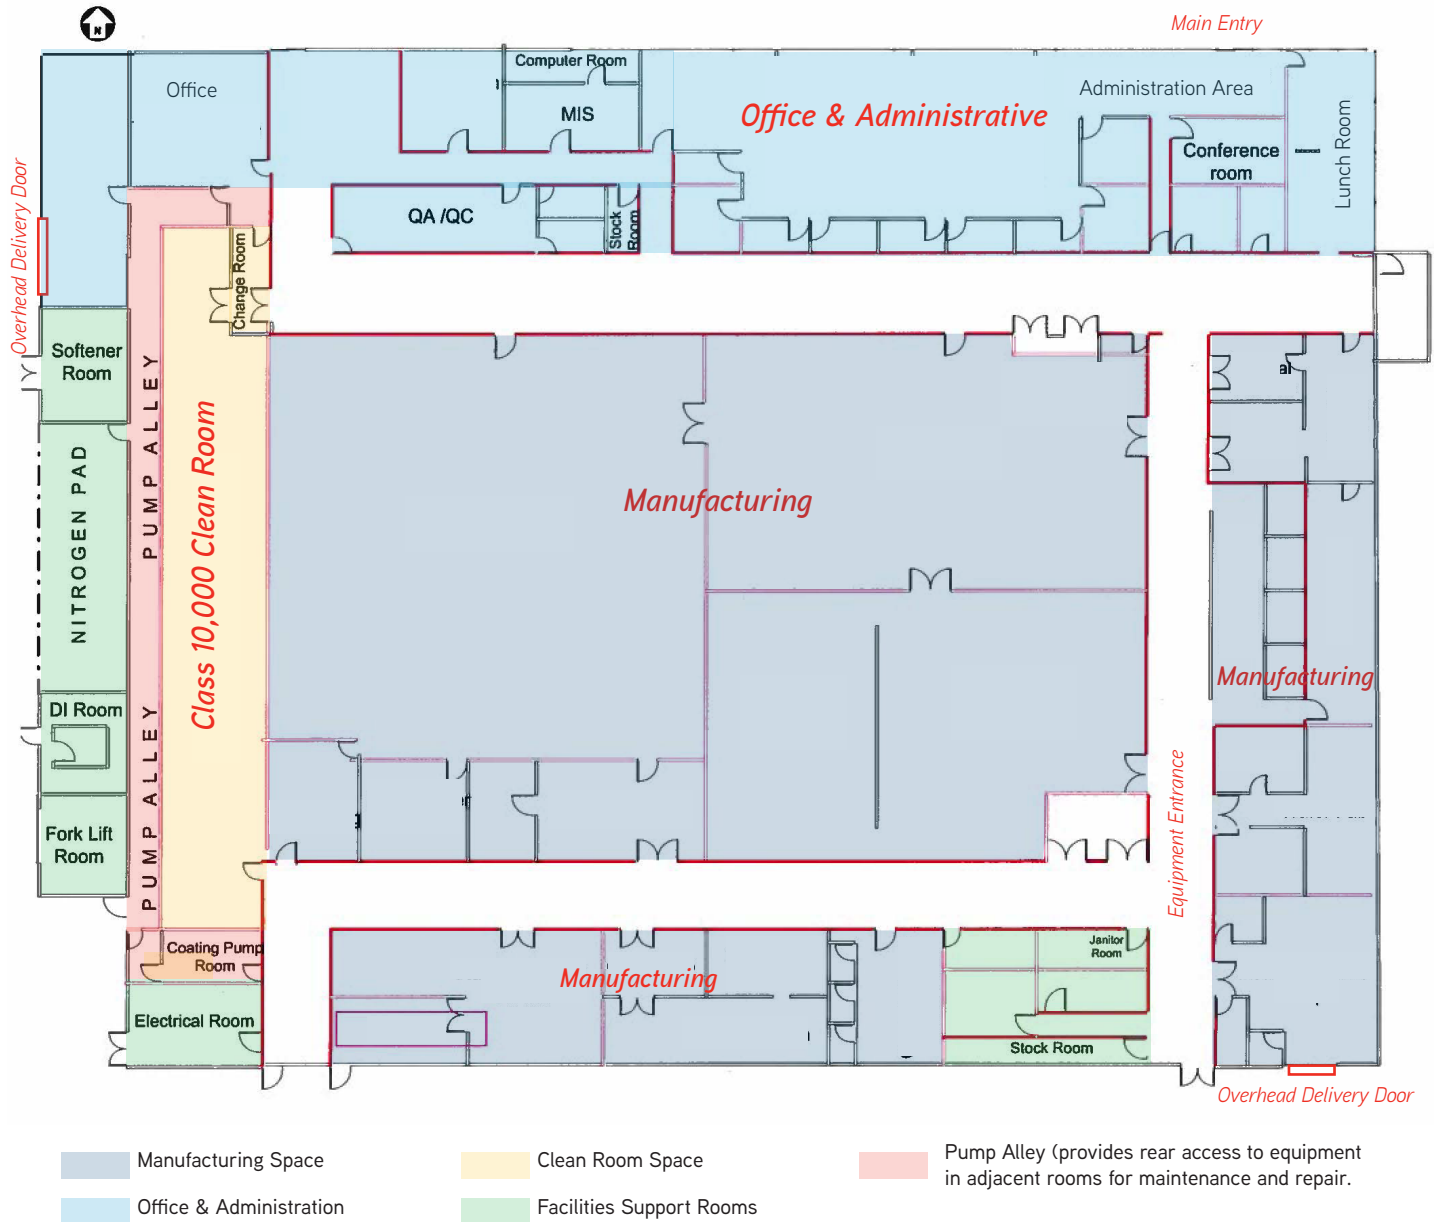 N
Main Entry
Computer Room
Office
MIS
Office & Administrative
Administration Area
Conference
room
Lunch Room
QA /QC
Stock
Room
Overhead Delivery Door
Change Room
Softener
Room
PUMP ALLEY
NITROGEN PAD
Class 10,000 Clean Room
Manufacturing
al
Manufacturing
DI Room
PUMP ALLEY
Fork Lift
Room
Equipment Entrance
Coating Pump
Room
Janitor
Room
Manufacturing
Electrical Room
Stock Room
Overhead Delivery Door
Manufacturing Space
Clean Room Space
Pump Alley (provides rear access to equipment
in adjacent rooms for maintenance and repair.
Office & Administration
Facilities Support Rooms